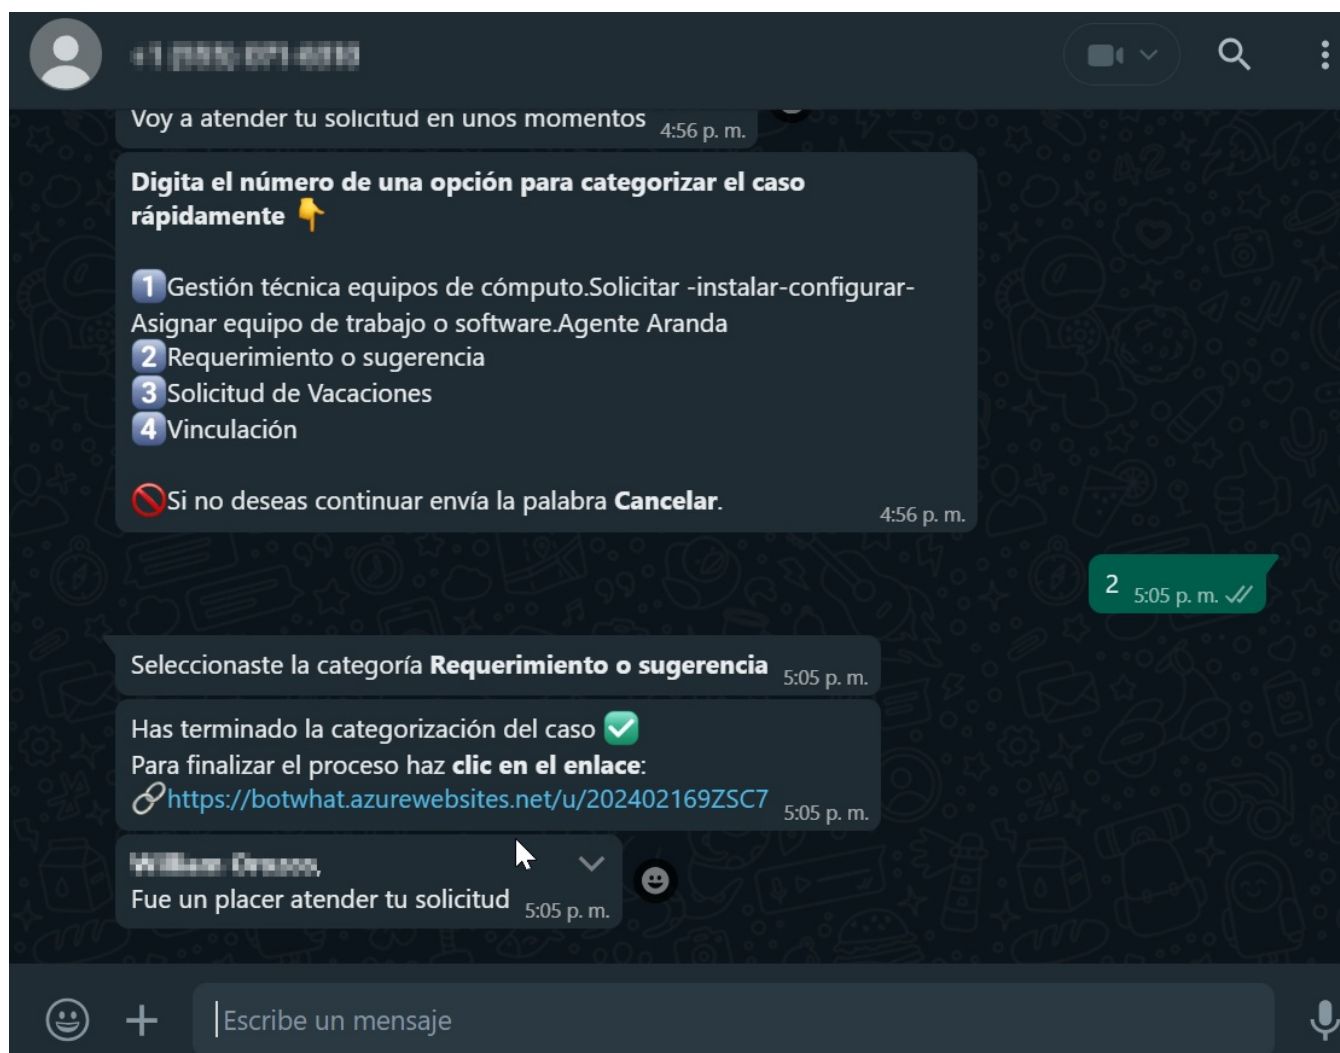 Voy a atender tu solicitud en unos momentos 4:56 p. m.
Digita el número de una opción para categorizar el caso
rápidamente 👇
1️⃣Gestión técnica equipos de cómputo.Solicitar -instalar-configurar-
Asignar equipo de trabajo o software.Agente Aranda
2️⃣Requerimiento o sugerencia
3️⃣Solicitud de Vacaciones
4️⃣Vinculación
🚫Si no deseas continuar envía la palabra Cancelar.
4:56 p. m.
2 5:05 p. m.
Seleccionaste la categoría Requerimiento o sugerencia 5:05 p. m.
Has terminado la categorización del caso ✅
Para finalizar el proceso haz clic en el enlace:
🔗https://botwhat.azurewebsites.net/u/202402169ZSC7 5:05 p. m.
Fue un placer atender tu solicitud 5:05 p. m.
Escribe un mensaje